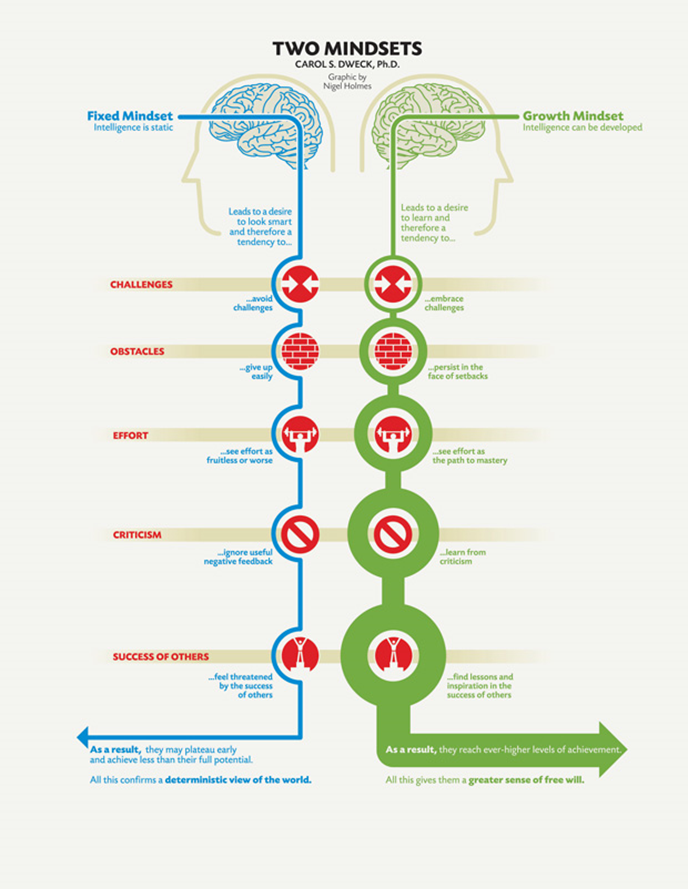 TWO MINDSETS
CAROL S. DWECK, Ph.D.
Graphic by
Nigel Holmes
Fixed Mindset
Intelligence is static
Growth Mindset
Intelligence can be developed
Leads to a desire
to look smart
and therefore a
tendency to...
Leads to a desire
to learn and
therefore a
tendency to...
CHALLENGES
...avoid
challenges
...embrace
challenges
OBSTACLES
...give up
easily
...persist in the
face of setbacks
EFFORT
...see effort as
fruitless or worse
...see effort as
the path to mastery
CRITICISM
...ignore useful
negative feedback
...learn from
criticism
SUCCESS OF OTHERS
...feel threatened
by the success
of others
...find lessons and
inspiration in the
success of others
As a result, they may plateau early
and achieve less than their full potential.
All this confirms a deterministic view of the world.
As a result, they reach ever-higher levels of achievement.
All this gives them a greater sense of free will.